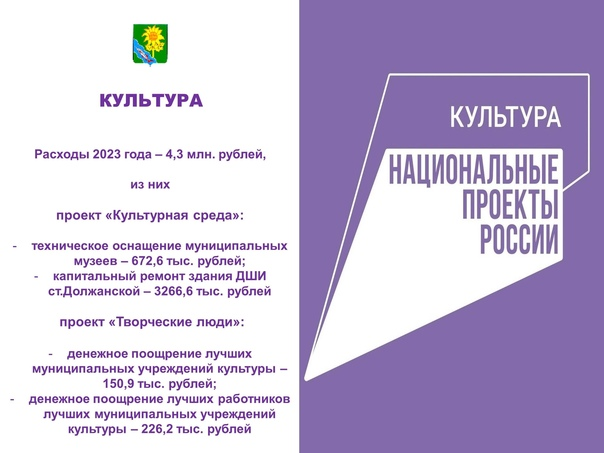 КУЛЬТУРА
Расходы 2023 года – 4,3 млн. рублей,
из них
проект «Культурная среда»:
- техническое оснащение муниципальных
музеев – 672,6 тыс. рублей;
- капитальный ремонт здания ДШИ
ст.Должанской – 3266,6 тыс. рублей
проект «Творческие люди»:
- денежное поощрение лучших
муниципальных учреждений культуры –
150,9 тыс. рублей;
- денежное поощрение лучших работников
лучших муниципальных учреждений
культуры – 226,2 тыс. рублей
КУЛЬТУРА
НАЦИОНАЛЬНЫЕ
ПРОЕКТЫ
РОССИИ